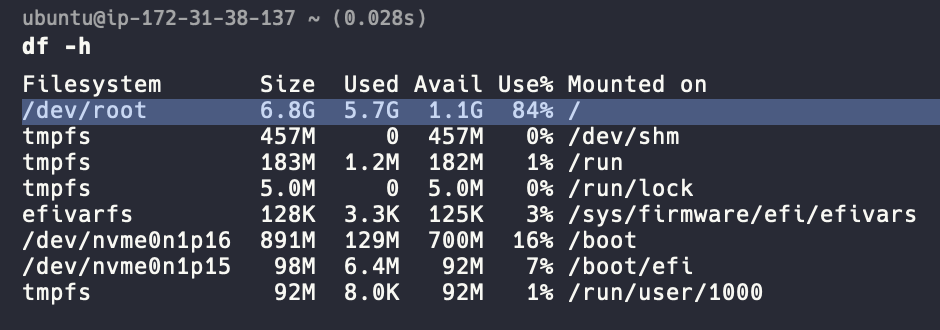 ubuntu@ip-172-31-38-137 ~ (0.028s)
df -h
Filesystem       Size  Used Avail Use% Mounted on
/dev/root        6.8G  5.7G  1.1G  84% /
tmpfs            457M     0  457M   0% /dev/shm
tmpfs            183M  1.2M  182M   1% /run
tmpfs            5.0M     0  5.0M   0% /run/lock
efivarfs         128K  3.3K  125K   3% /sys/firmware/efi/efivars
/dev/nvme0n1p16  891M  129M  700M  16% /boot
/dev/nvme0n1p15   98M  6.4M   92M   7% /boot/efi
tmpfs             92M  8.0K   92M   1% /run/user/1000